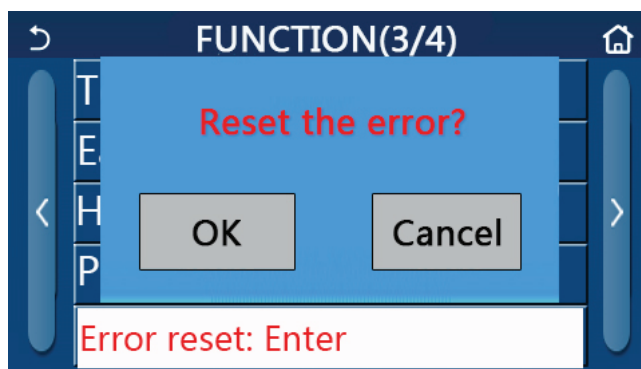 FUNCTION(3/4)
Reset the error?
OK
Cancel
Error reset: Enter